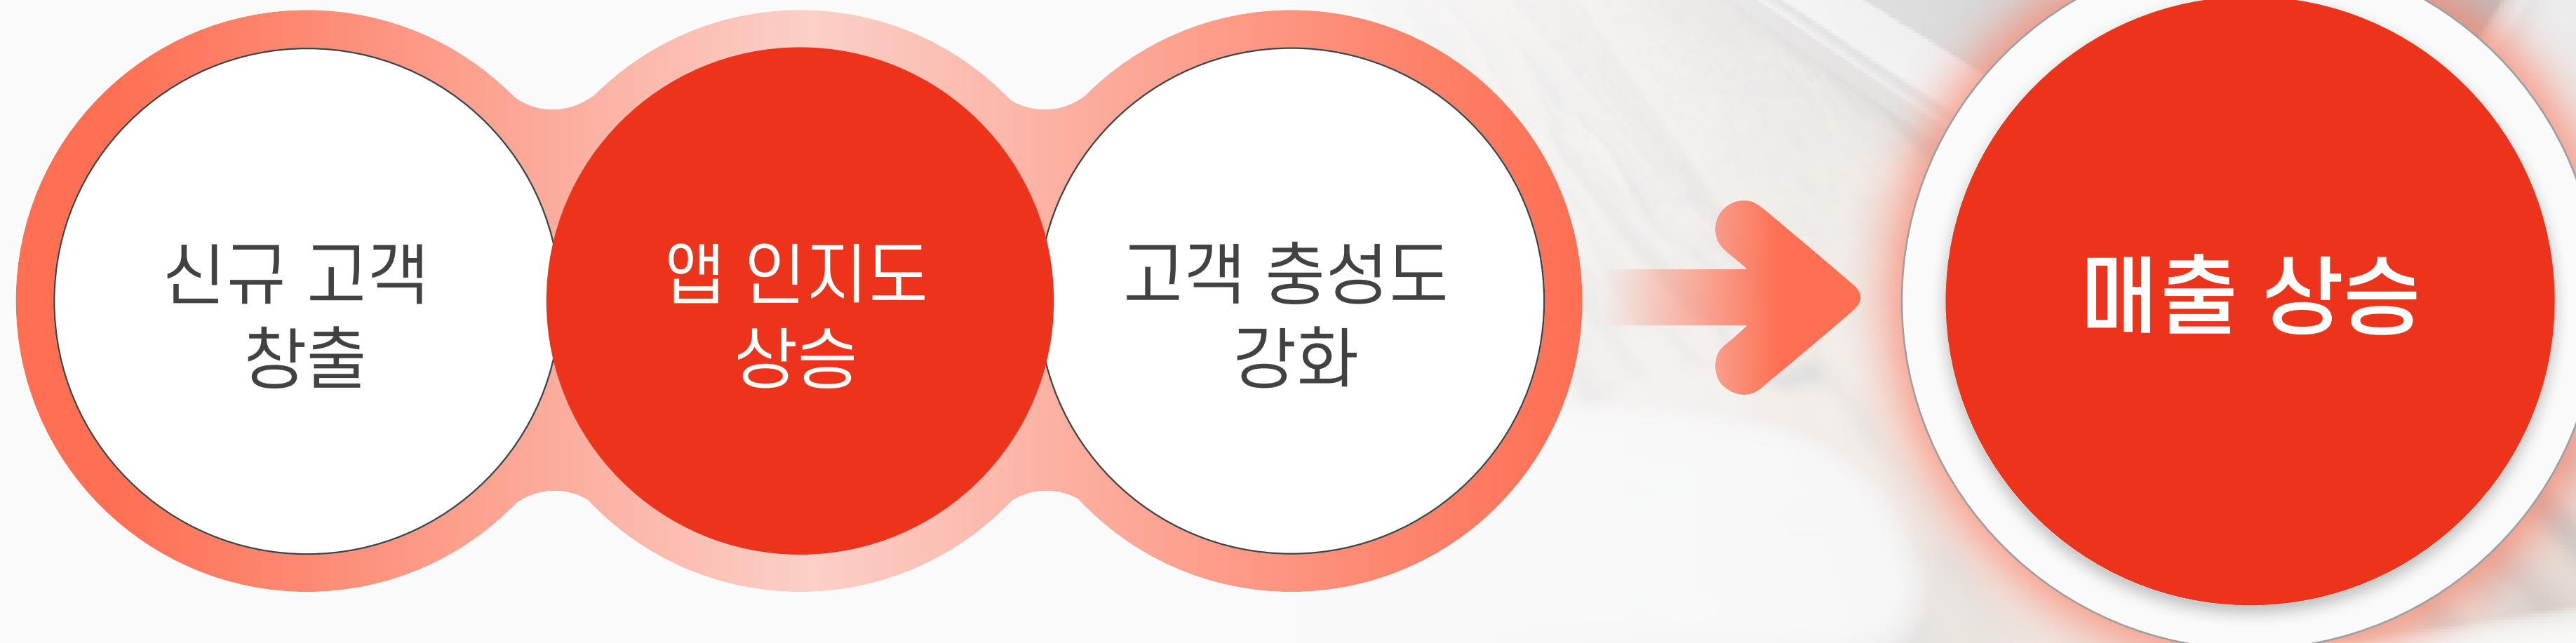 신규 고객
창출
앱 인지도
상승
고객 충성도
강화
매출 상승